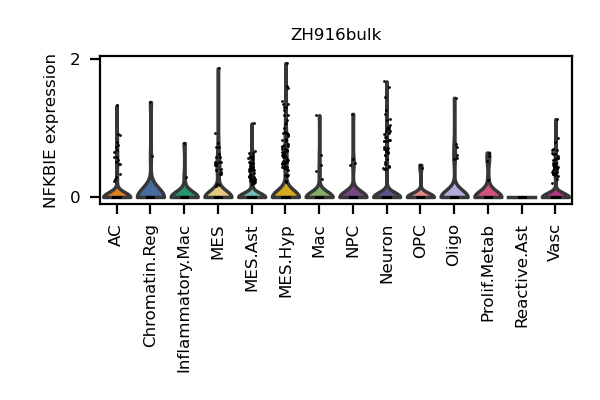 ZH916bulk
NFKBIE expression
2
0
AC
Chromatin.Reg
Inflammatory.Mac
MES
MES.Ast
MES.Hyp
Mac
NPC
Neuron
OPC
Oligo
Prolif.Metab
Reactive.Ast
Vasc